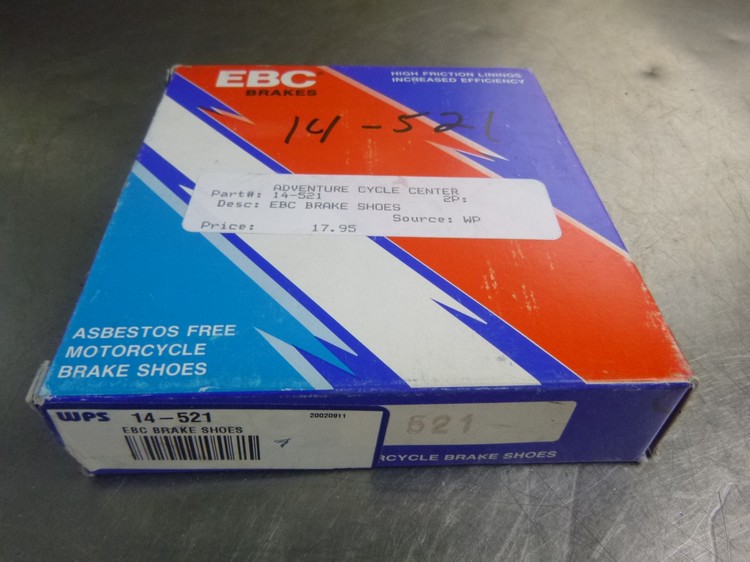 EBC
BRAKES
HIGH FRICTION LININGS
INCREASED EFFICIENCY
14-521
ADVENTURE CYCLE CENTER
Part#: 14-521 2P:
Desc: EBC BRAKE SHOES
Source: WP
Price: 17.95
ASBESTOS FREE
MOTORCYCLE
BRAKE SHOES
WPS 14-521 20020911
EBC BRAKE SHOES
521
RCYCLE BRAKE SHOES